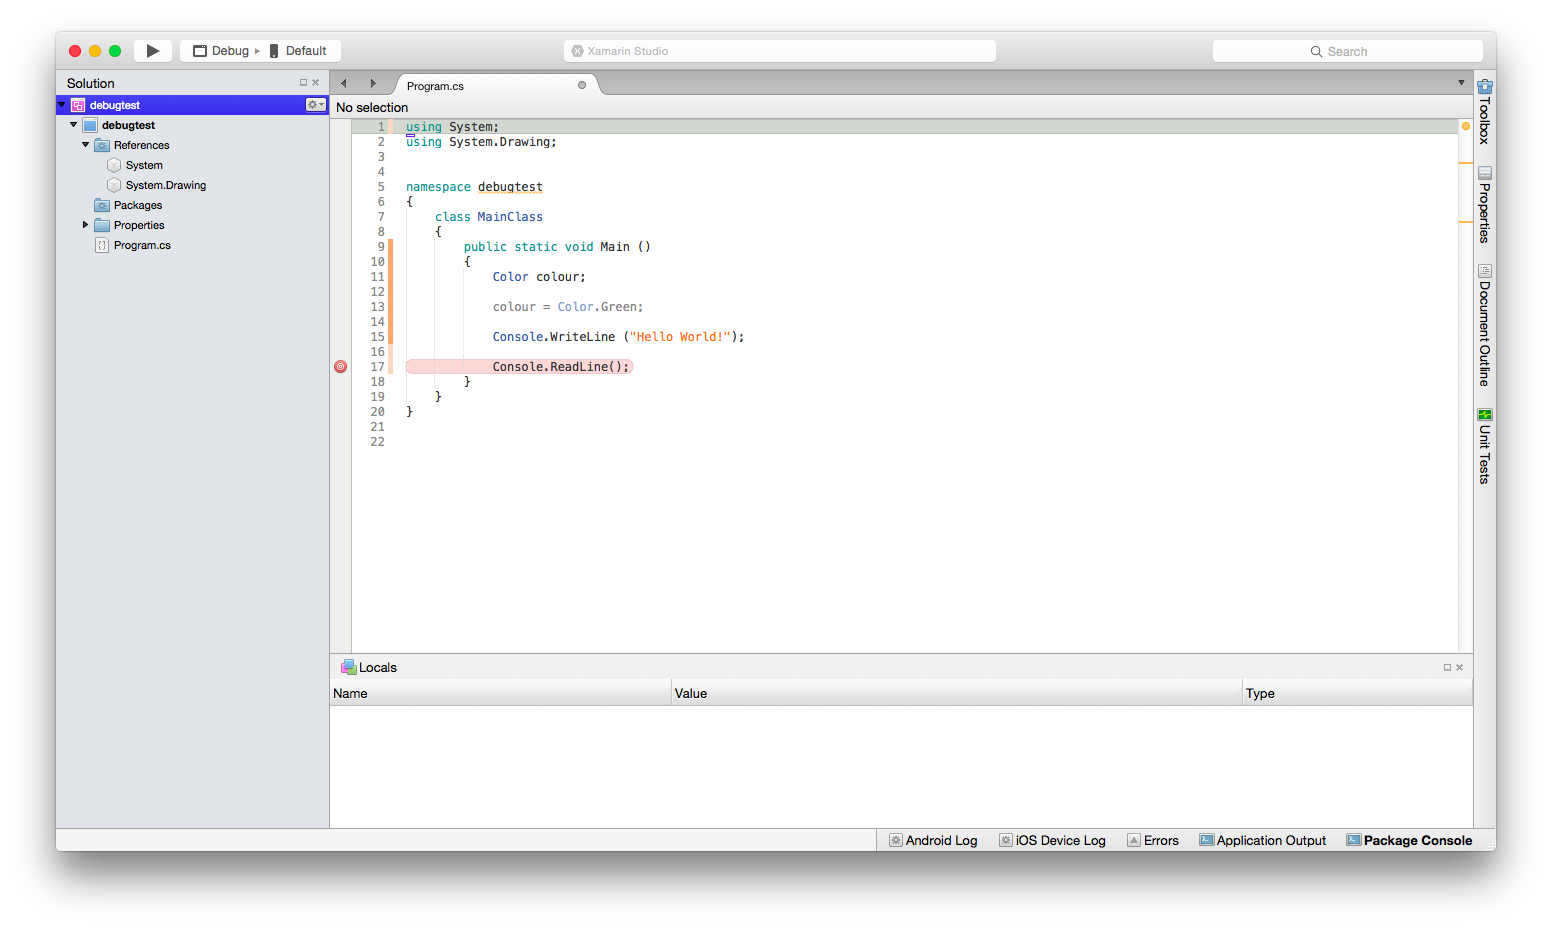 Debug Default
Xamarin Studio
Search
Solution
debugtest
debugtest
References
System
System.Drawing
Packages
Properties
Program.cs
Program.cs
No selection
1 using System;
2 using System.Drawing;
3
4
5 namespace debugtest
6 {
7 class MainClass
8 {
9 public static void Main ()
10 {
11 Color colour;
12
13 colour = Color.Green;
14
15 Console.WriteLine ("Hello World!");
16
17 Console.ReadLine();
18 }
19 }
20 }
21
22
Toolbox
Properties
Document Outline
Unit Tests
Locals
Name Value Type
Android Log iOS Device Log Errors Application Output Package Console